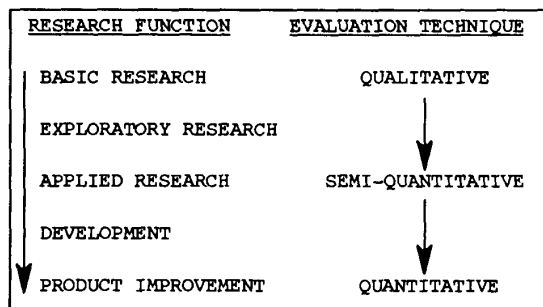 RESEARCH FUNCTION EVALUATION TECHNIQUE
BASIC RESEARCH QUALITATIVE
EXPLORATORY RESEARCH
APPLIED RESEARCH SEMI-QUANTITATIVE
DEVELOPMENT
PRODUCT IMPROVEMENT QUANTITATIVE